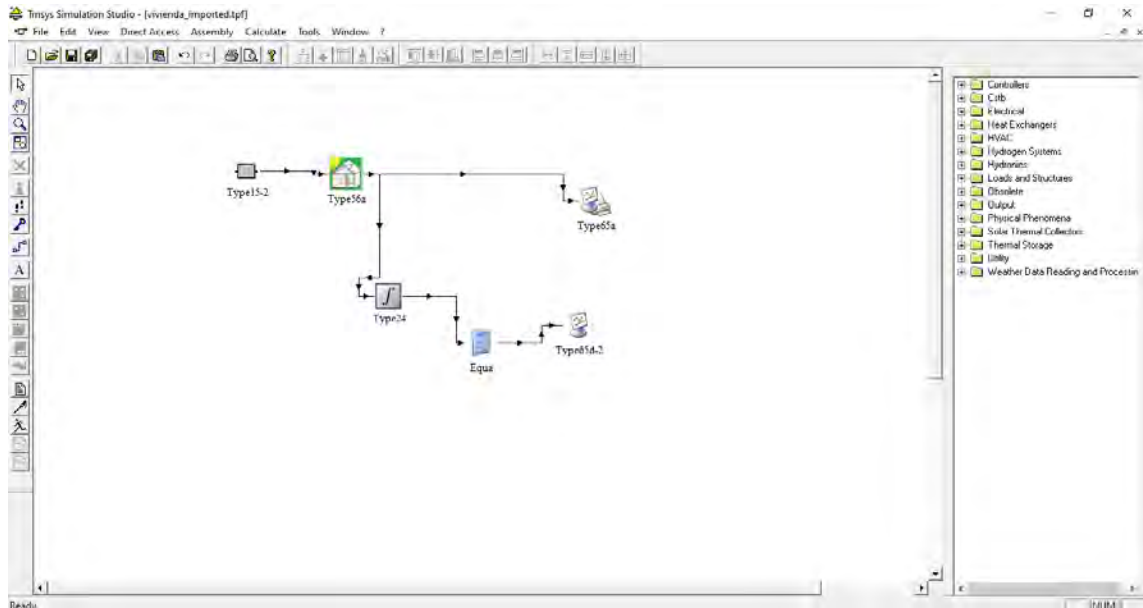 Trnsys Simulation Studio - [vivienda_imported.tpf]
File Edit View Direct Access Assembly Calculate Tools Window ?
Controllers
Cstb
Electrical
Heat Exchangers
HVAC
Hydrogen Systems
Hydronics
Loads and Structures
Obsolete
Output
Physical Phenomena
Solar Thermal Collectors
Thermal Storage
Utility
Weather Data Reading and Processin
Type15-2
Type56a
Type65a
Type24
Equa
Type65d-2
Ready
NUM